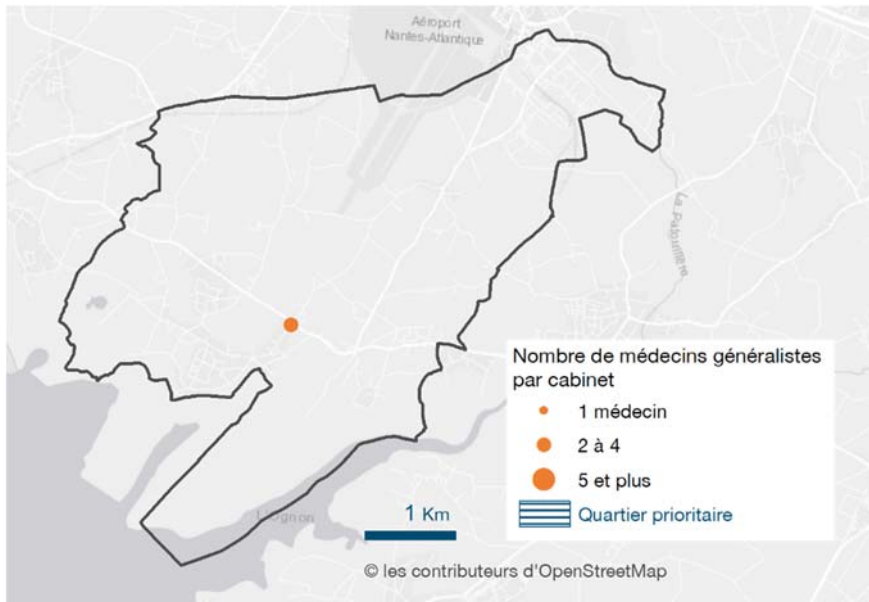 Aéroport
Nantes-Atlantique
La Patouillère
Nombre de médecins généralistes
par cabinet
1 médecin
2 à 4
5 et plus
Quartier prioritaire
L'Ognon
1 Km
© les contributeurs d'OpenStreetMap